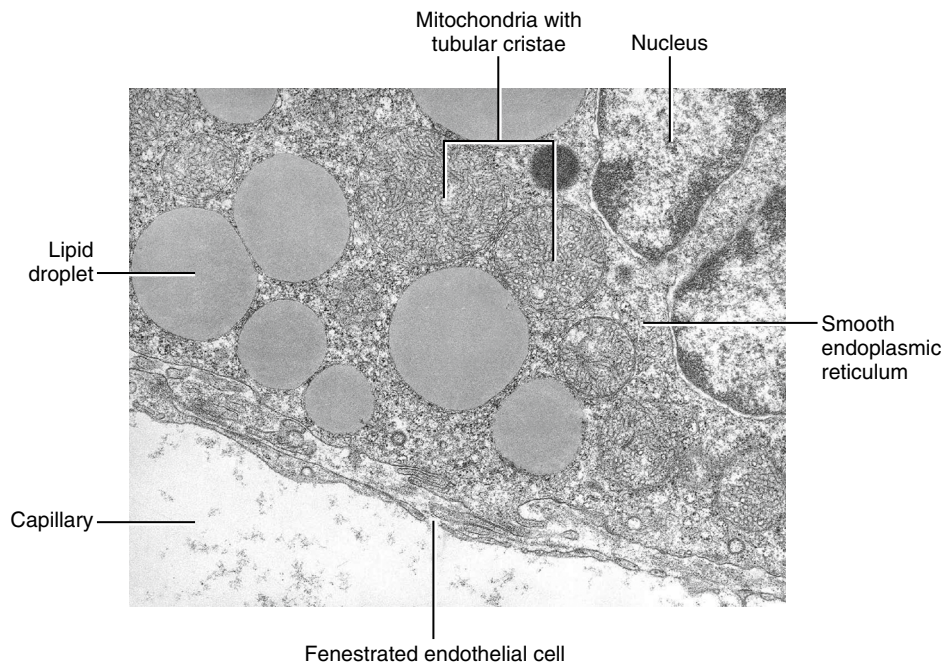 Mitochondria with
tubular cristae
Nucleus
Lipid
droplet
Smooth
endoplasmic
reticulum
Capillary
Fenestrated endothelial cell